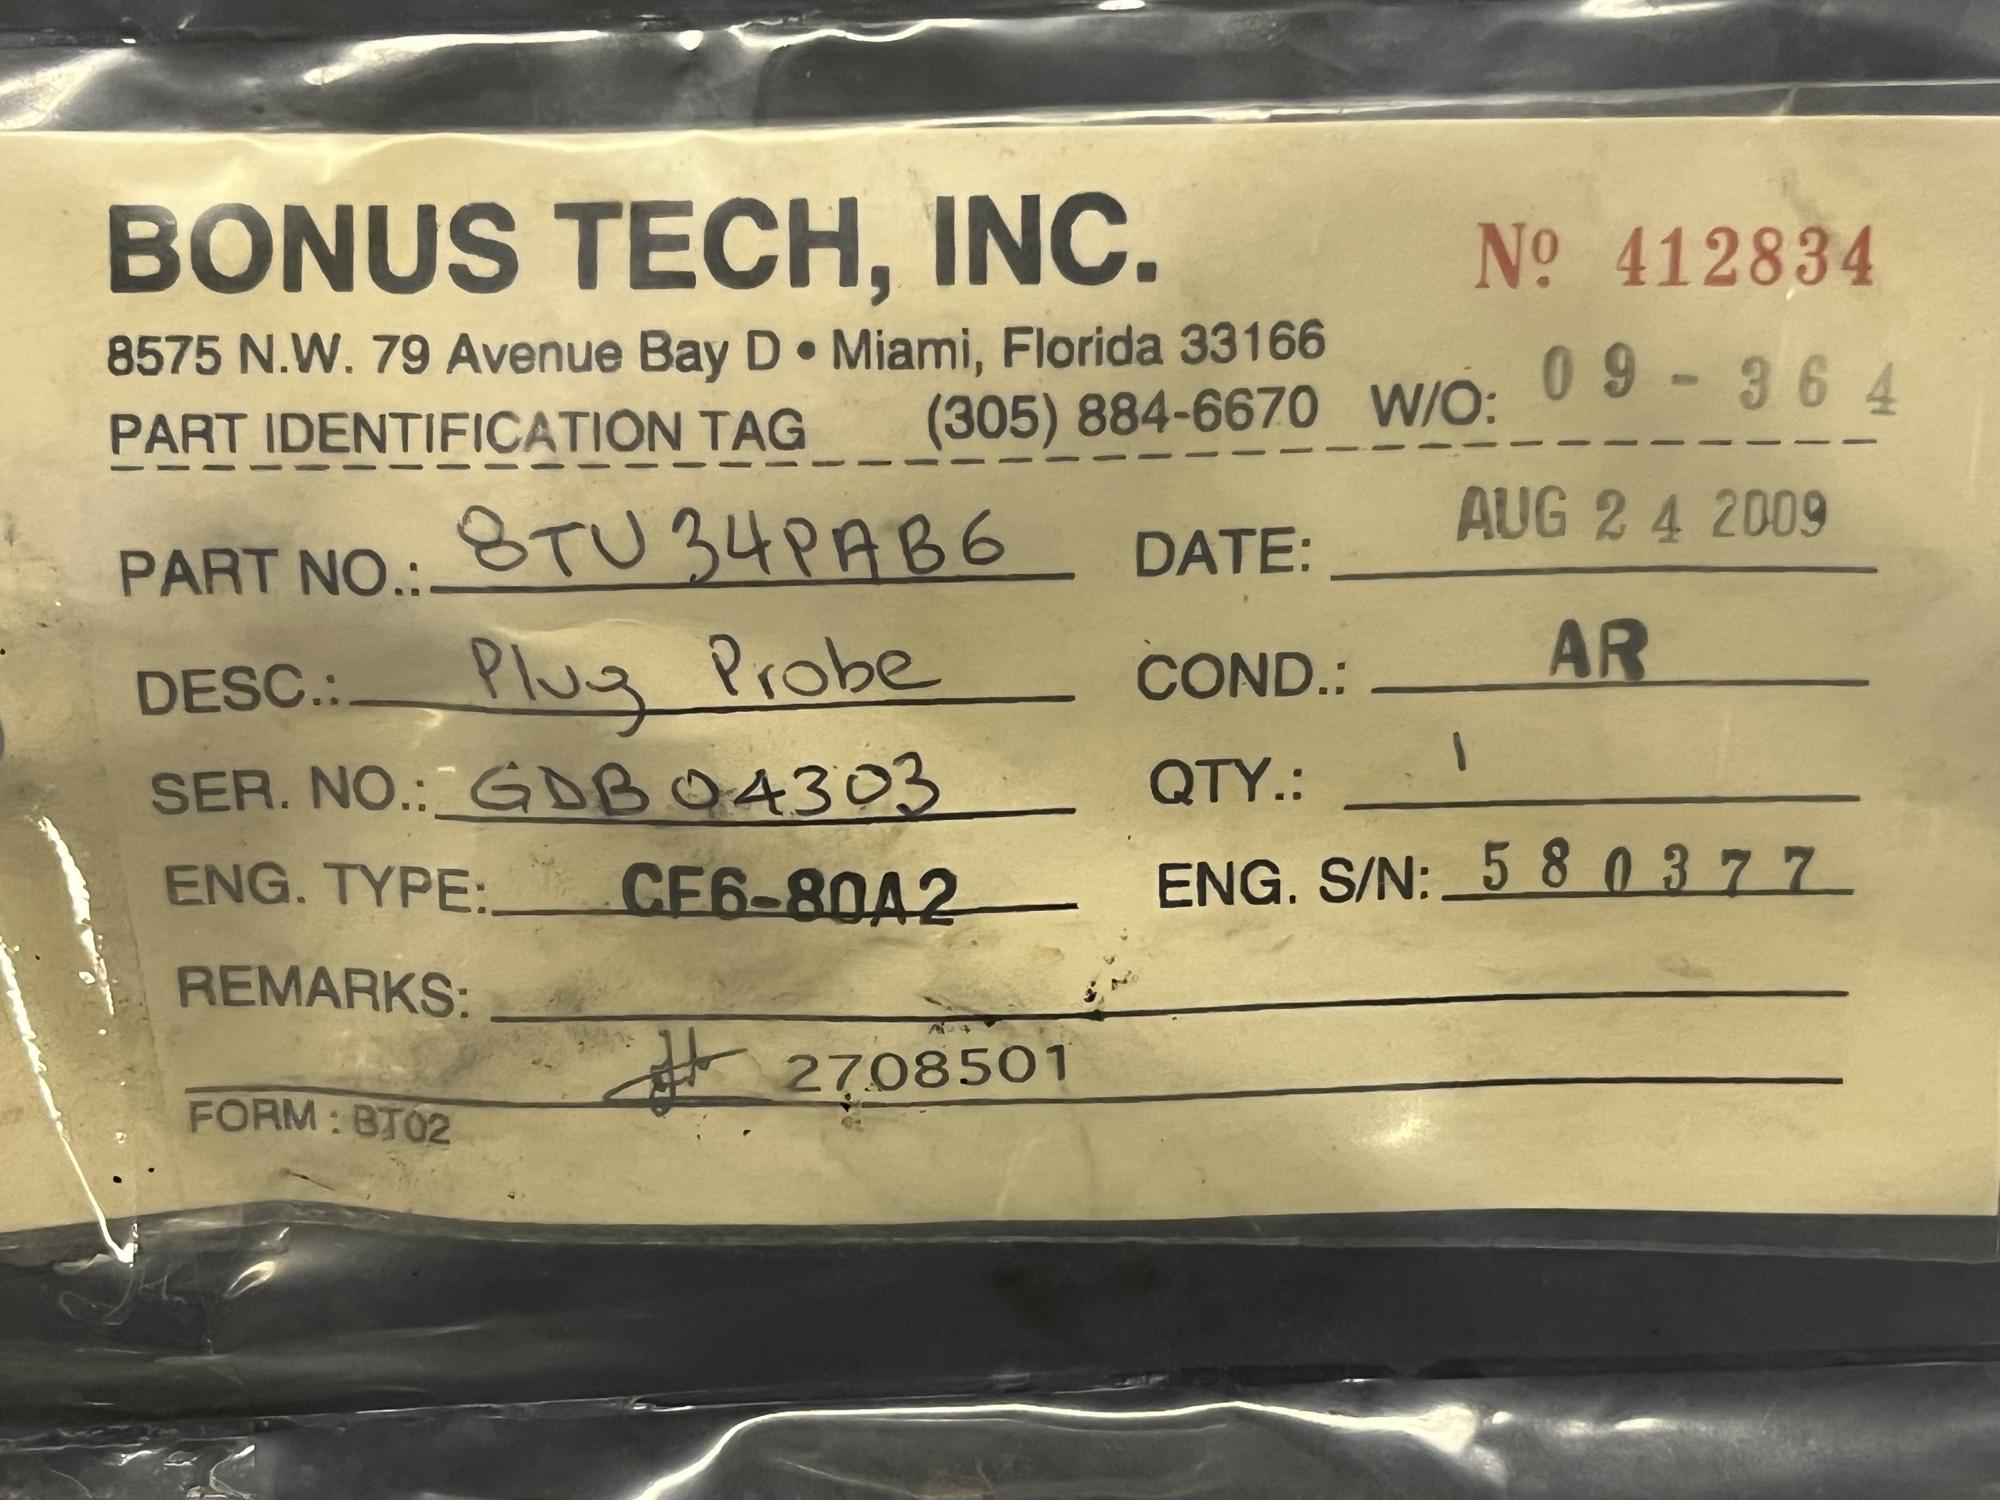 BONUS TECH, INC.
Nº 412834
8575 N.W. 79 Avenue Bay D • Miami, Florida 33166
PART IDENTIFICATION TAG (305) 884-6670 W/O: 09-364
PART NO.: 8TU34PAB6 DATE: AUG 24 2009
DESC.: Plug Probe COND.: AR
SER. NO.: GDB04303 QTY.: 1
ENG. TYPE: CF6-80A2 ENG. S/N: 580377
REMARKS:
2708501
FORM : BT02